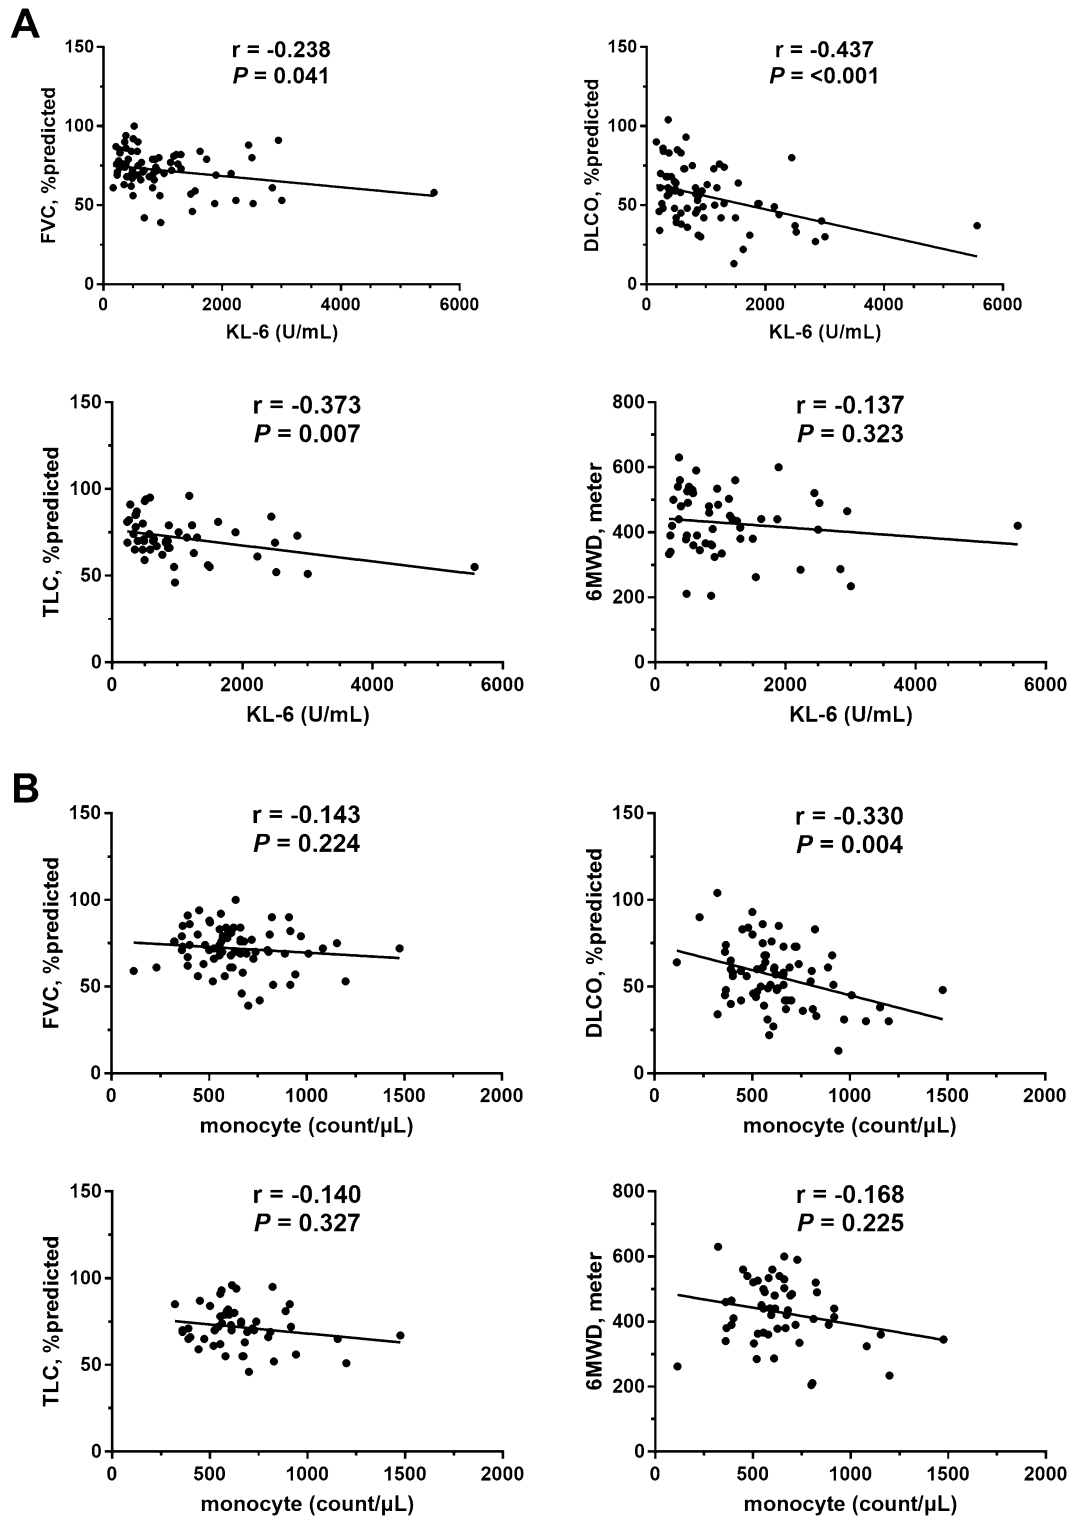 A
r = -0.238
P = 0.041
FVC, %predicted
150
100
50
0
0 2000 4000 6000
KL-6 (U/mL)
r = -0.437
P = <0.001
DLCO, %predicted
150
100
50
0
0 2000 4000 6000
KL-6 (U/mL)
r = -0.373
P = 0.007
TLC, %predicted
150
100
50
0
0 2000 4000 6000
KL-6 (U/mL)
r = -0.137
P = 0.323
6MWD, meter
800
600
400
200
0
0 2000 4000 6000
KL-6 (U/mL)
B
r = -0.143
P = 0.224
FVC, %predicted
150
100
50
0
0 500 1000 1500 2000
monocyte (count/µL)
r = -0.330
P = 0.004
DLCO, %predicted
150
100
50
0
0 500 1000 1500 2000
monocyte (count/µL)
r = -0.140
P = 0.327
TLC, %predicted
150
100
50
0
0 500 1000 1500 2000
monocyte (count/µL)
r = -0.168
P = 0.225
6MWD, meter
800
600
400
200
0
0 500 1000 1500 2000
monocyte (count/µL)